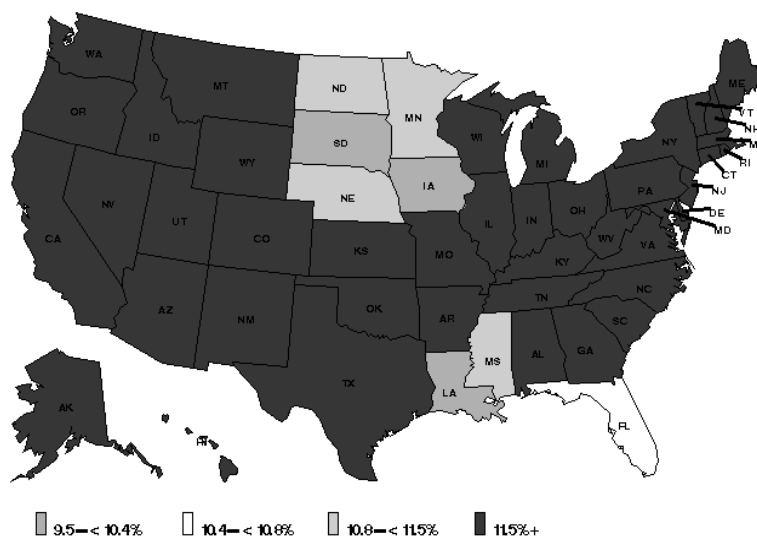 WA
MT
ND
MN
ME
OR
ID
SD
WI
MI
NY
VT
NH
M
RI
CT
WY
IA
PA
NJ
NV
UT
CO
NE
IL
IN
OH
DE
MD
CA
KS
MO
WV
VA
KY
AZ
NM
OK
AR
TN
NC
SC
TX
LA
MS
AL
GA
FL
AK
9.5-< 10.4%
10.4-< 10.8%
10.8-< 11.5%
11.5%+